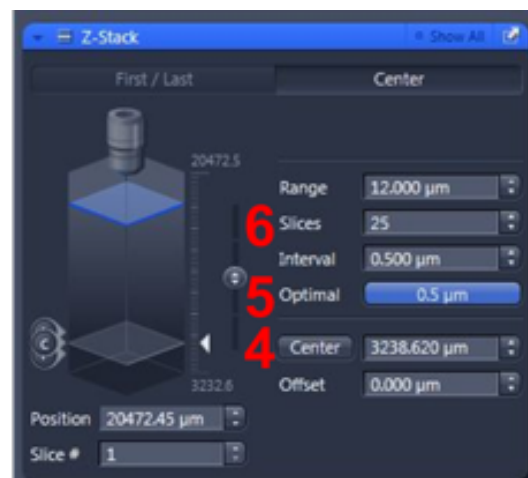 Z-Stack Show All
First / Last Center
20472.5
Range 12.000 µm
6 Slices 25
Interval 0.500 µm
5 Optimal 0.5 µm
4 Center 3238.620 µm
C
3232.6 Offset 0.000 µm
Position 20472.45 µm
Slice # 1